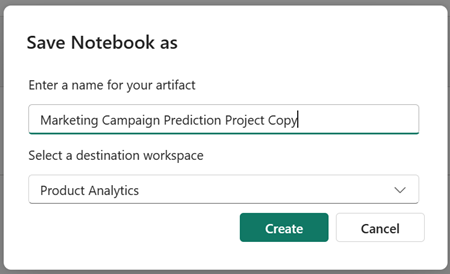 Save Notebook as
Enter a name for your artifact
Marketing Campaign Prediction Project Copy
Select a destination workspace
Product Analytics
Create Cancel